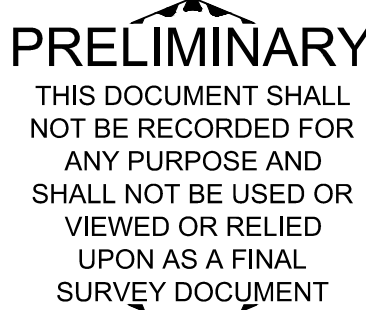 PRELIMINARY
THIS DOCUMENT SHALL
NOT BE RECORDED FOR
ANY PURPOSE AND
SHALL NOT BE USED OR
VIEWED OR RELIED
UPON AS A FINAL
SURVEY DOCUMENT